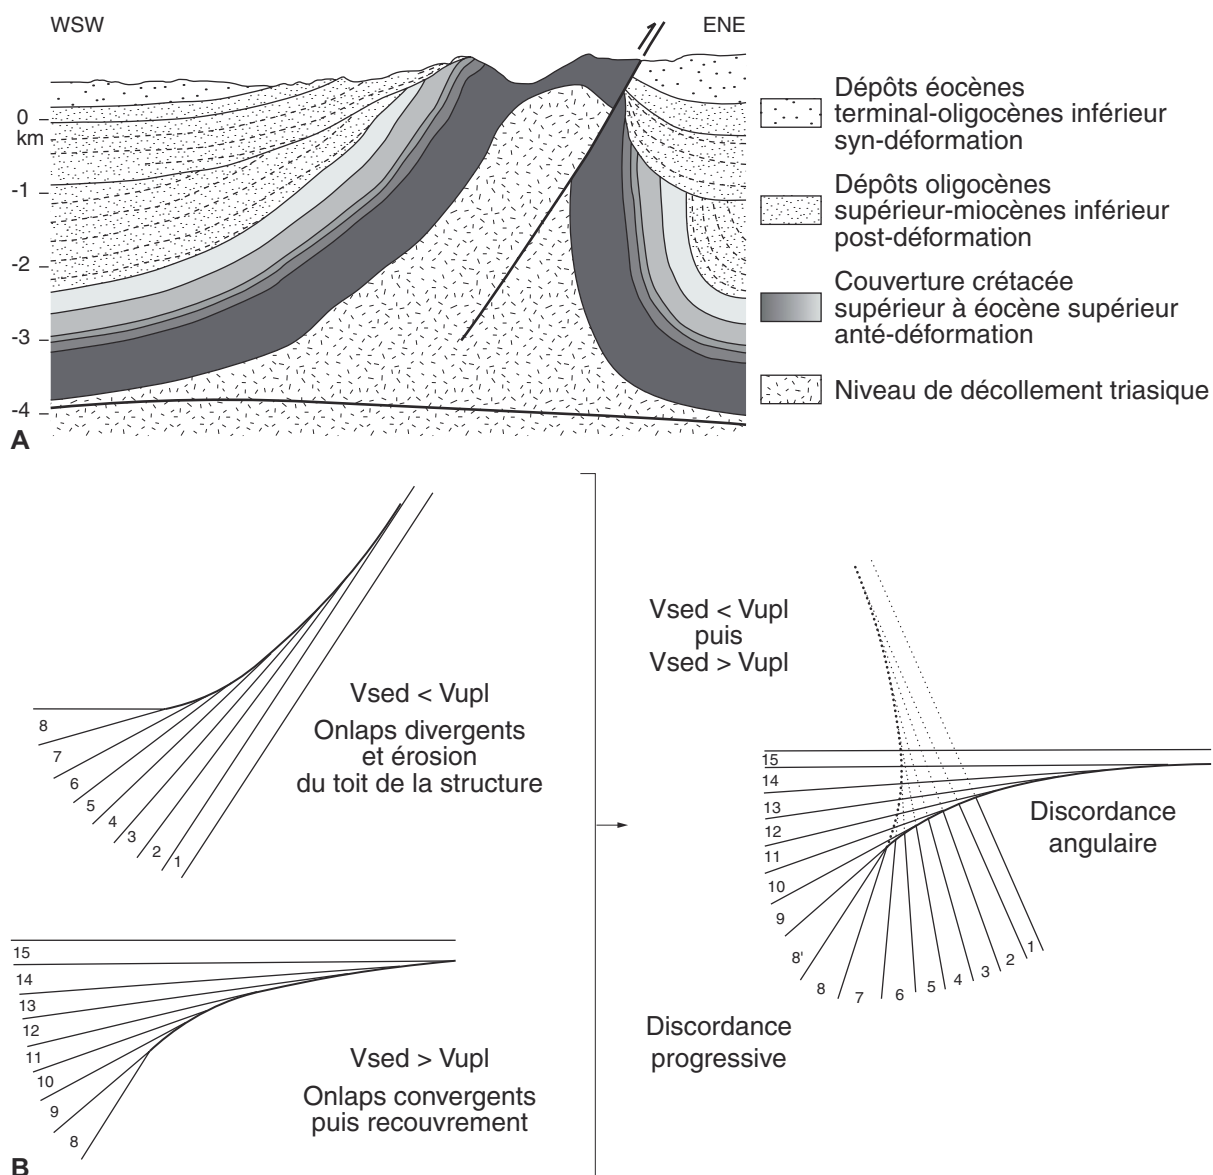 WSW
ENE
0
km
-1
-2
-3
-4
A
Dépôts éocènes
terminal-oligocènes inférieur
syn-déformation
Dépôts oligocènes
supérieur-miocènes inférieur
post-déformation
Couverture crétacée
supérieur à éocène supérieur
anté-déformation
Niveau de décollement triasique
8
7
6
5
4
3
2
1
Vsed < Vupl
Onlaps divergents
et érosion
du toit de la structure
15
14
13
12
11
10
9
8
Vsed > Vupl
Onlaps convergents
puis recouvrement
B
Vsed < Vupl
puis
Vsed > Vupl
15
14
13
12
11
10
9
8'
8
7
6
5
4
3
2
1
Discordance
angulaire
Discordance
progressive